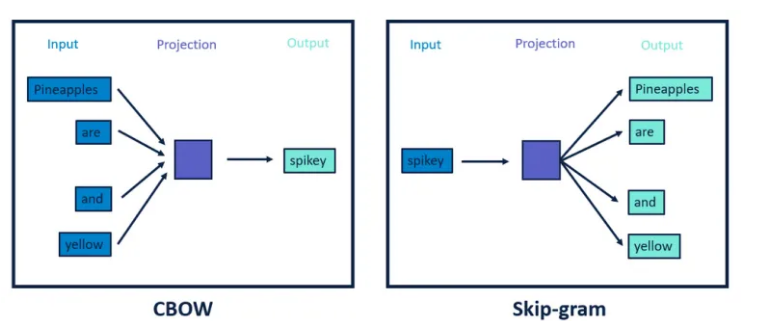 Input Projection Output
Pineapples
are
spikey
and
yellow
CBOW
Input Projection Output
Pineapples
are
spikey
and
yellow
Skip-gram